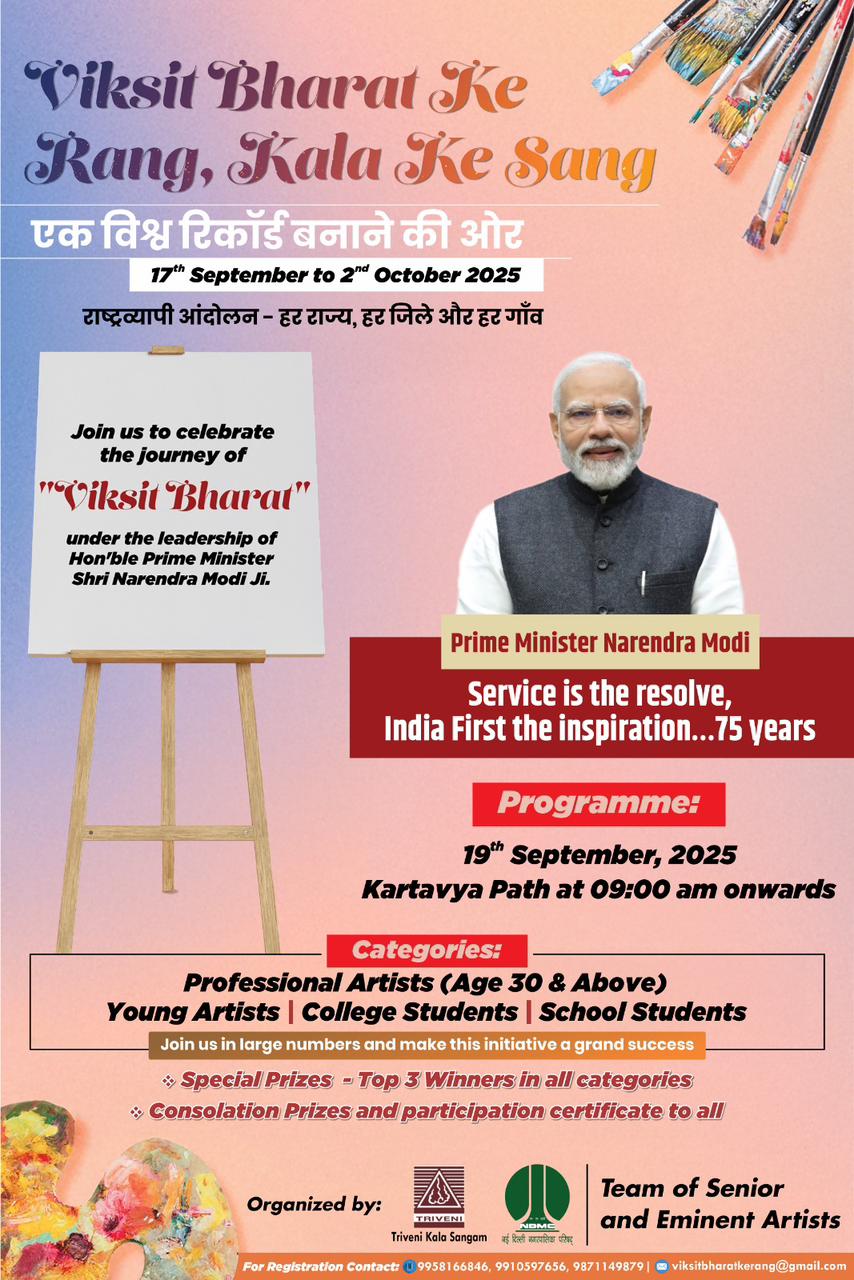 Viksit Bharat Ke
Rang, Kala Ke Sang
एक विश्व रिकॉर्ड बनाने की ओर
17th September to 2nd October 2025
राष्ट्रव्यापी आंदोलन – हर राज्य, हर जिले और हर गाँव
Join us to celebrate
the journey of
"Viksit Bharat"
under the leadership of
Hon'ble Prime Minister
Shri Narendra Modi Ji.
Prime Minister Narendra Modi
Service is the resolve,
India First the inspiration...75 years
Programme:
19th September, 2025
Kartavya Path at 09:00 am onwards
Categories:
Professional Artists (Age 30 & Above)
Young Artists | College Students | School Students
Join us in large numbers and make this initiative a grand success
❖ Special Prizes - Top 3 Winners in all categories
❖ Consolation Prizes and participation certificate to all
Organized by:
TRIVENI
Triveni Kala Sangam
NDMC
नई दिल्ली नगरपालिका परिषद्
Team of Senior
and Eminent Artists
For Registration Contact: 9958166846, 9910597656, 9871149879 | viksitbharatkerang@gmail.com